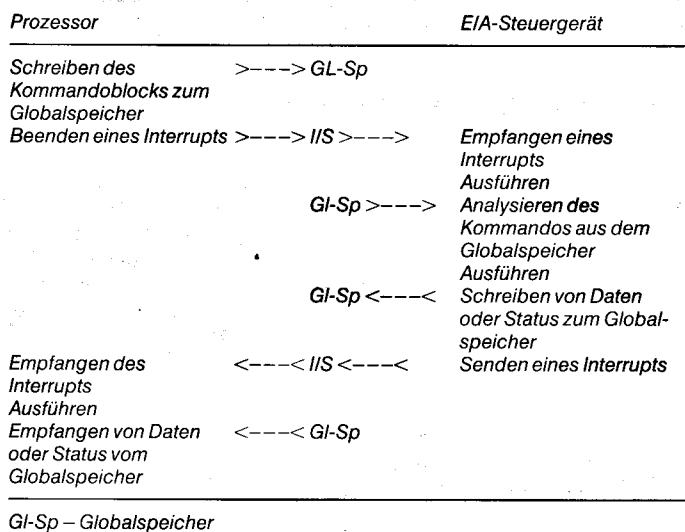 Prozessor E/A-Steuergerät
Schreiben des >---> GL-Sp
Kommandoblocks zum
Globalspeicher
Beenden eines Interrupts >---> I/S >---> Empfangen eines
Interrupts
Ausführen
Gl-Sp >---> Analysieren des
Kommandos aus dem
Globalspeicher
Ausführen
Gl-Sp <---< Schreiben von Daten
oder Status zum Global-
speicher
Empfangen des <---< I/S <---< Senden eines Interrupts
Interrupts
Ausführen
Empfangen von Daten <---< Gl-Sp
oder Status vom
Globalspeicher
Gl-Sp – Globalspeicher